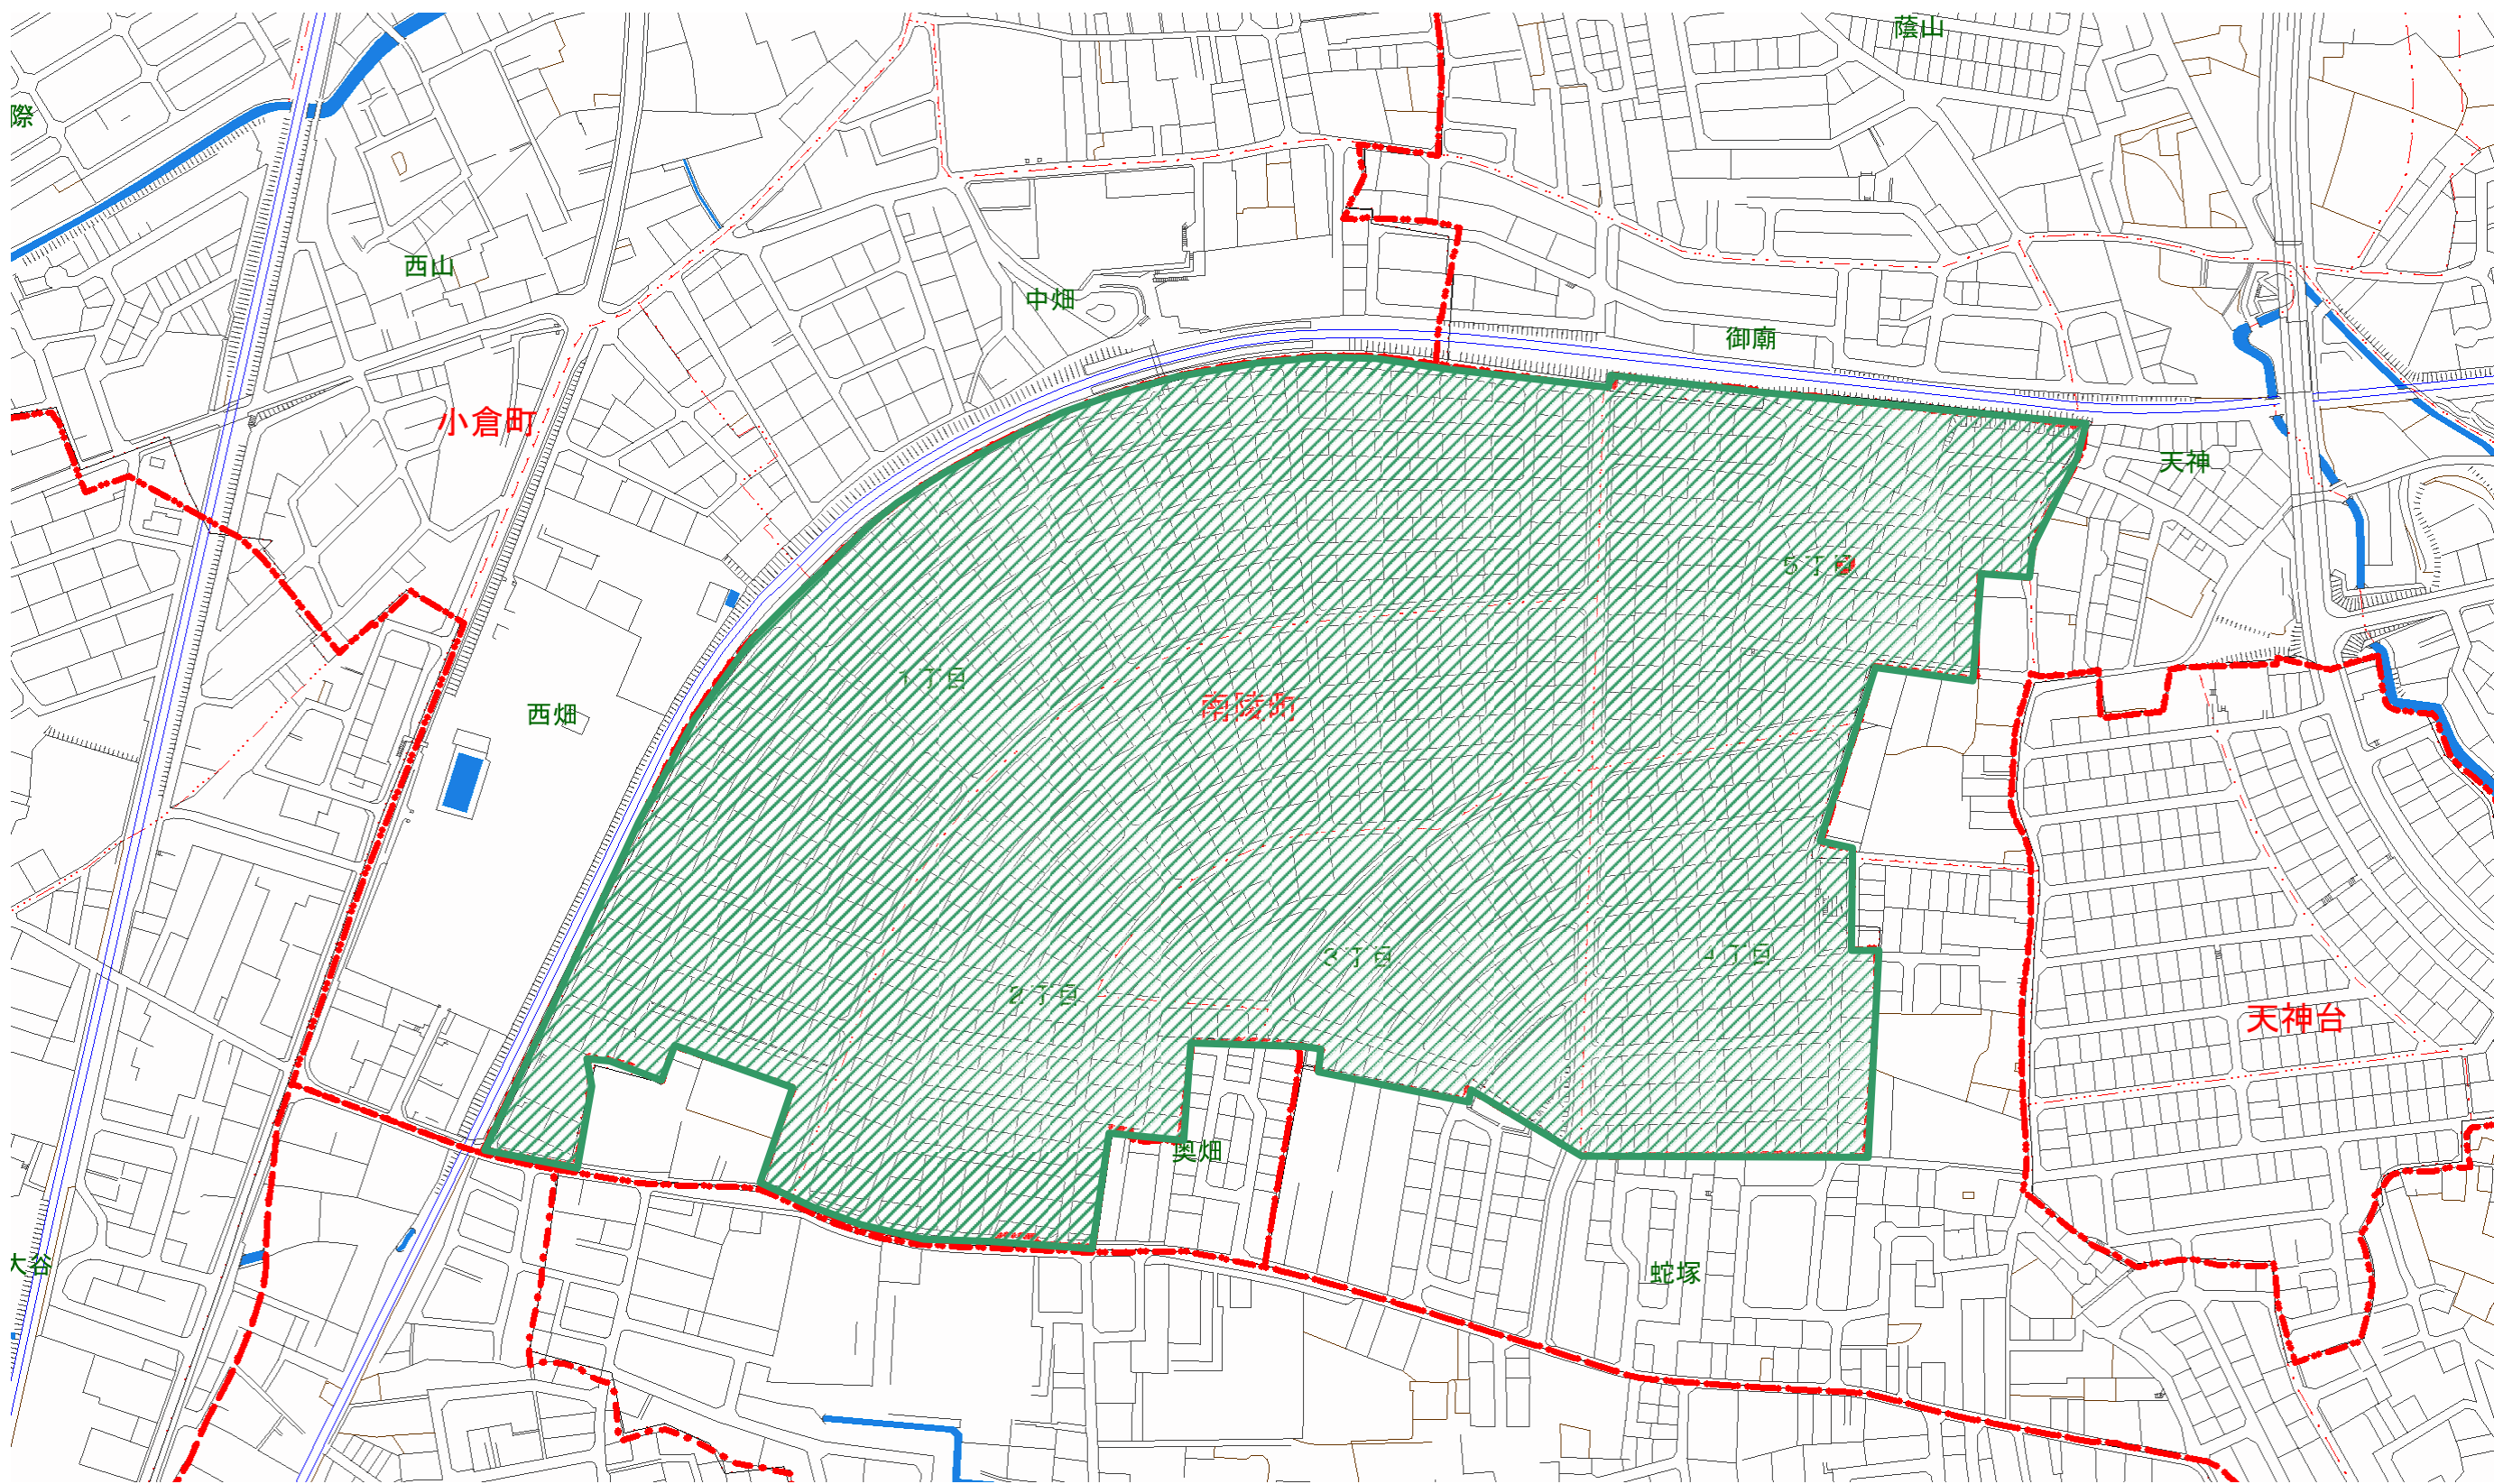 蔭山
際
西山
中畑
御廟
小倉町
天神
5丁目
1丁目
南陵町
西畑
3丁目
4丁目
2丁目
天神台
奥畑
大谷
蛇塚